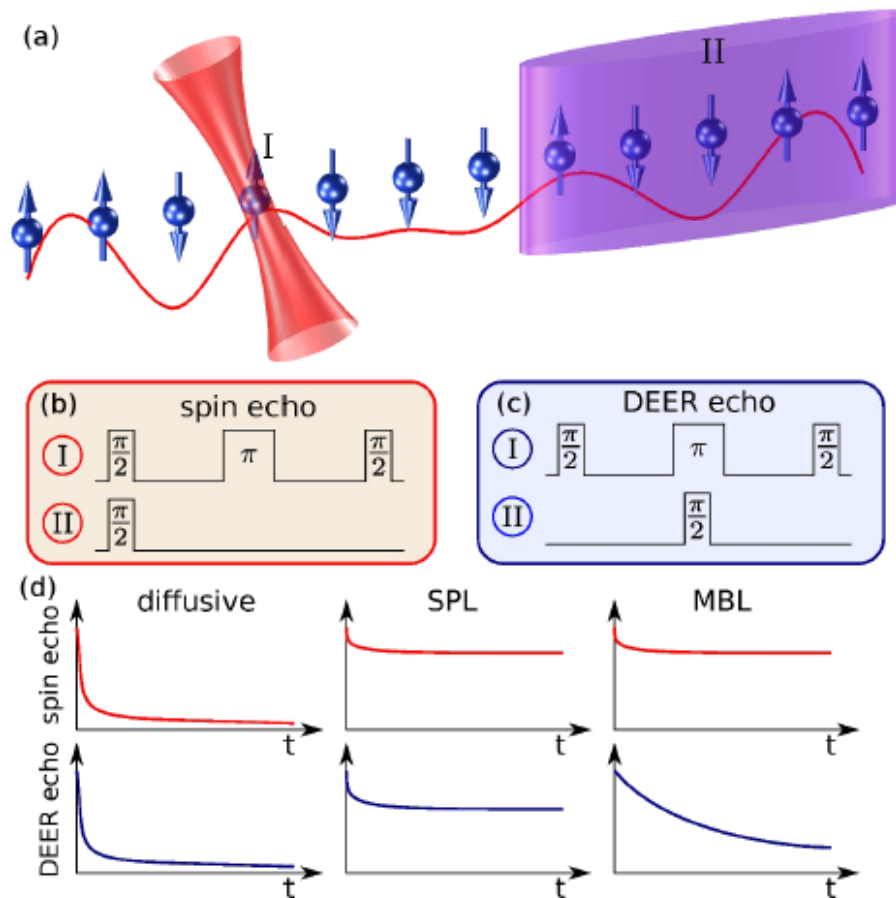 (a)
I
II
(b) spin echo
I π/2 π π/2
II π/2
(c) DEER echo
I π/2 π π/2
II π/2
(d)
diffusive SPL MBL
spin echo
t t t
DEER echo
t t t